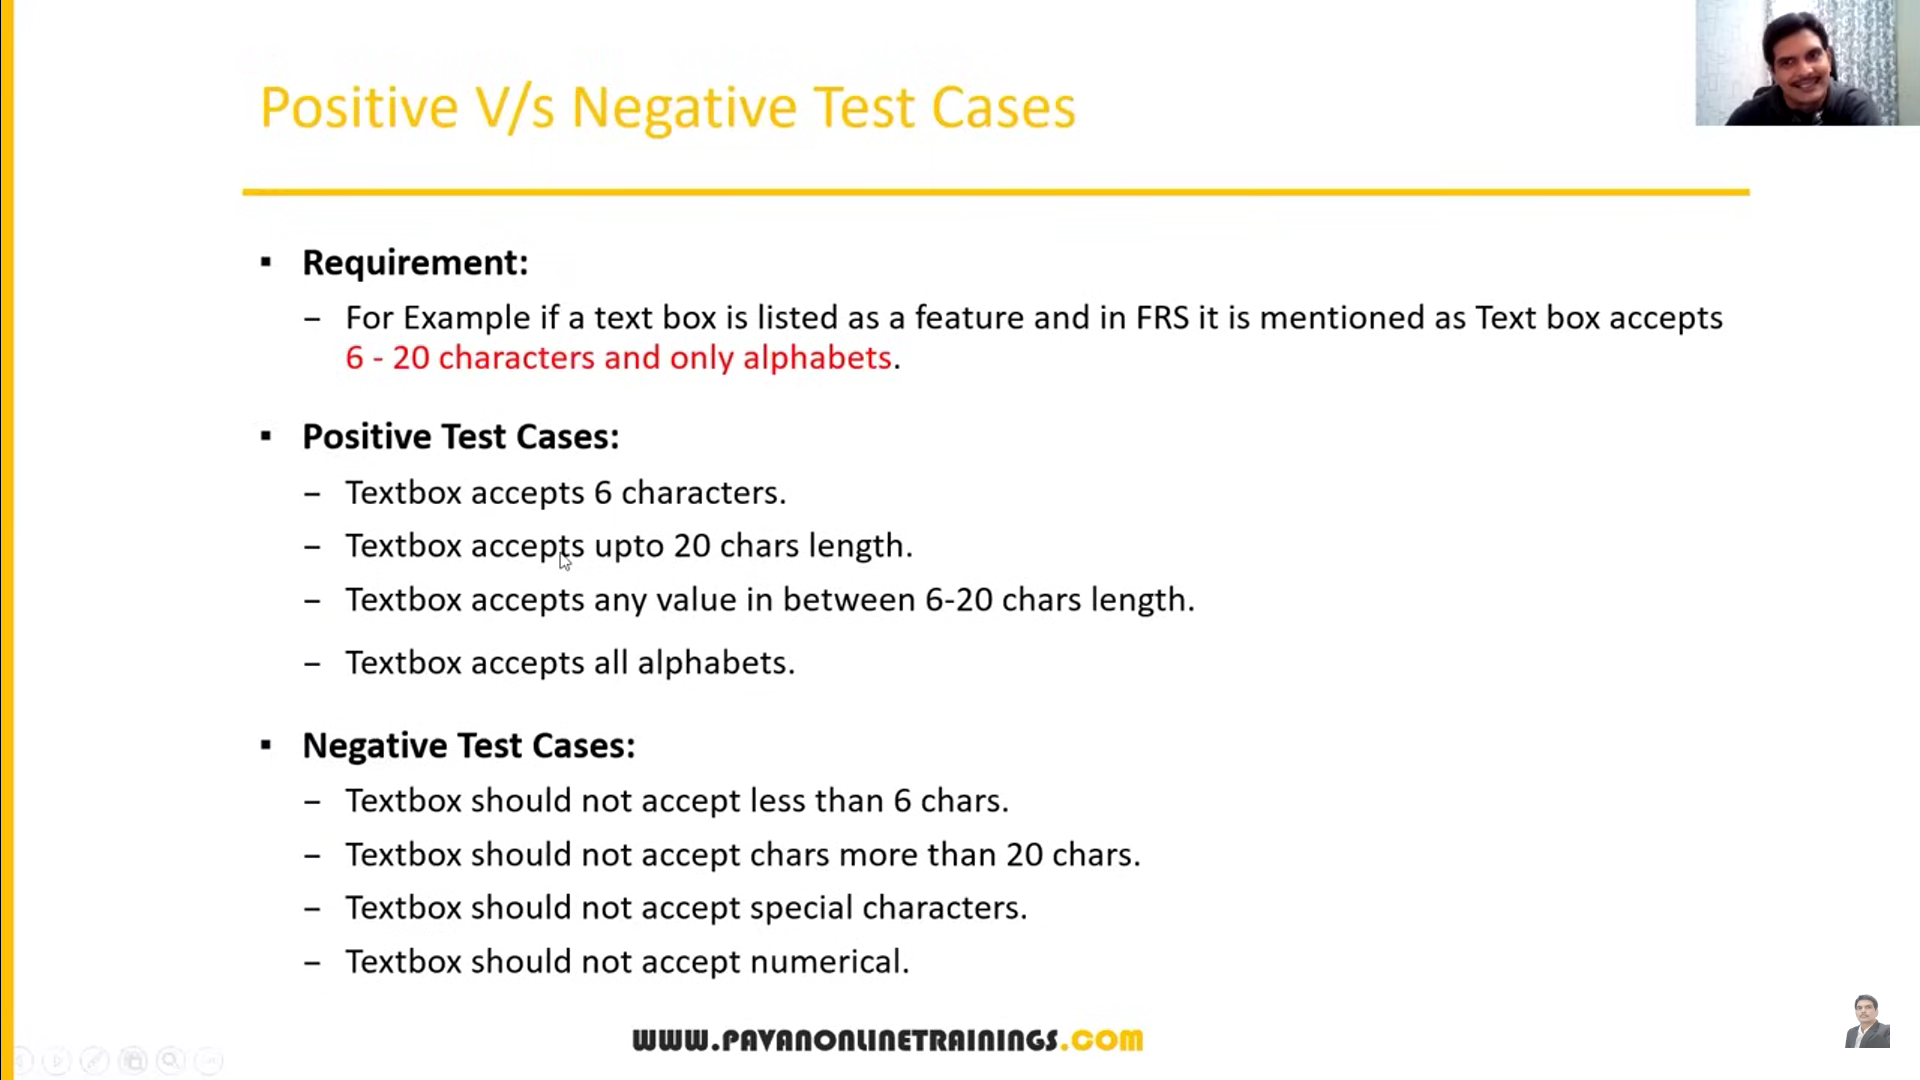 Positive V/s Negative Test Cases
▪ Requirement:
– For Example if a text box is listed as a feature and in FRS it is mentioned as Text box accepts
6 - 20 characters and only alphabets.
▪ Positive Test Cases:
– Textbox accepts 6 characters.
– Textbox accepts upto 20 chars length.
– Textbox accepts any value in between 6-20 chars length.
– Textbox accepts all alphabets.
▪ Negative Test Cases:
– Textbox should not accept less than 6 chars.
– Textbox should not accept chars more than 20 chars.
– Textbox should not accept special characters.
– Textbox should not accept numerical.
WWW.PAVANONLINETRAININGS.COM